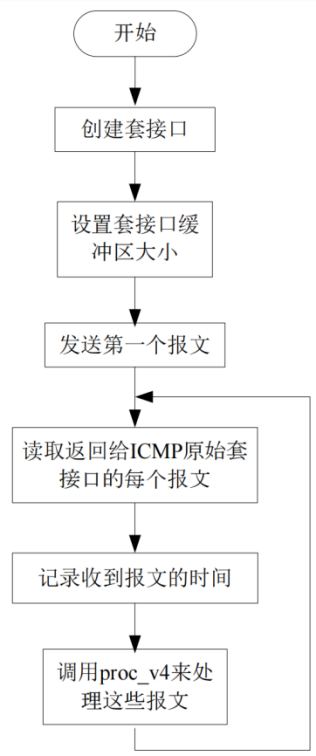 开始
创建套接口
设置套接口缓
冲区大小
发送第一个报文
读取返回给ICMP原始套
接口的每个报文
记录收到报文的时间
调用proc_v4来处
理这些报文